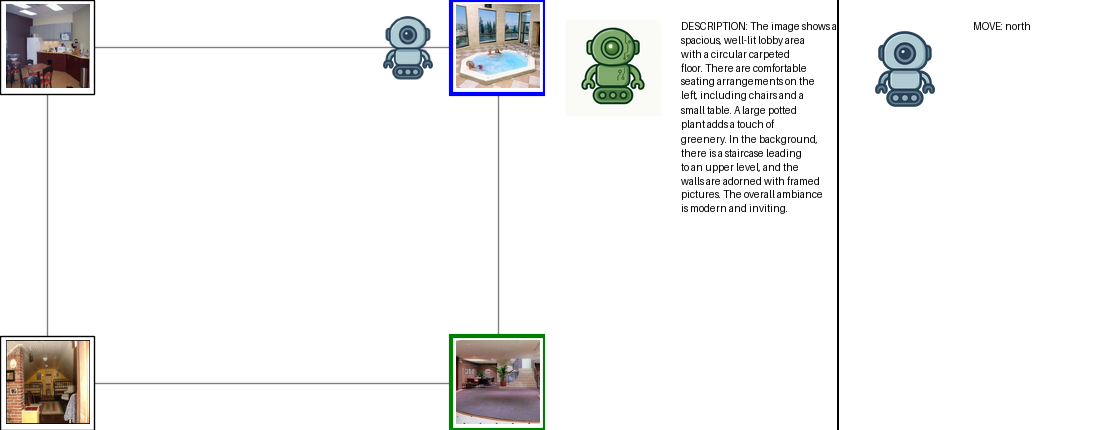 DESCRIPTION: The image shows a
spacious, well-lit lobby area
with a circular carpeted
floor. There are comfortable
seating arrangements on the
left, including chairs and a
small table. A large potted
plant adds a touch of
greenery. In the background,
there is a staircase leading
to an upper level, and the
walls are adorned with framed
pictures. The overall ambiance
is modern and inviting.
MOVE: north